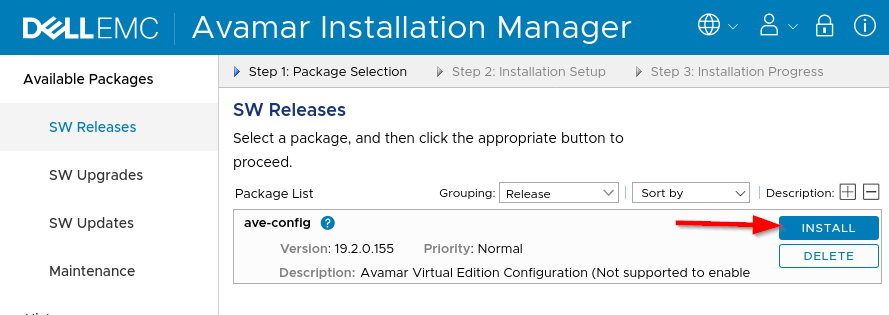 DELLEMC Avamar Installation Manager
Available Packages
SW Releases
SW Upgrades
SW Updates
Maintenance
Step 1: Package Selection Step 2: Installation Setup Step 3: Installation Progress
SW Releases
Select a package, and then click the appropriate button to
proceed.
Package List Grouping: Release Sort by Description:
ave-config ? INSTALL
Version: 19.2.0.155 Priority: Normal DELETE
Description: Avamar Virtual Edition Configuration (Not supported to enable